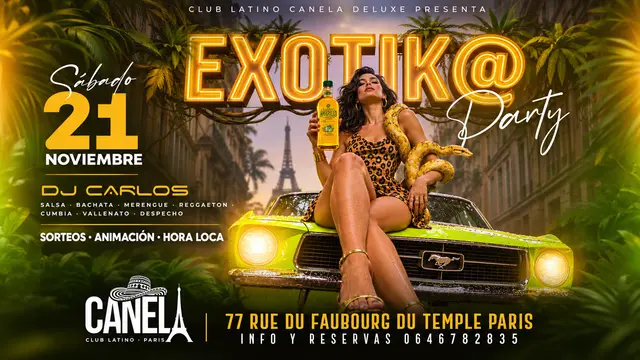 CLUB LATINO CANELA DELUXE PRESENTA
EXOTIK@
Party
Sábado
21
NOVIEMBRE
DJ CARLOS
SALSA · BACHATA · MERENGUE · REGGAETON ·
CUMBIA · VALLENATO · DESPECHO
SORTEOS · ANIMACIÓN · HORA LOCA
CANELA
CLUB LATINO · PARIS
77 RUE DU FAUBOURG DU TEMPLE PARIS
INFO Y RESERVAS 0646782835